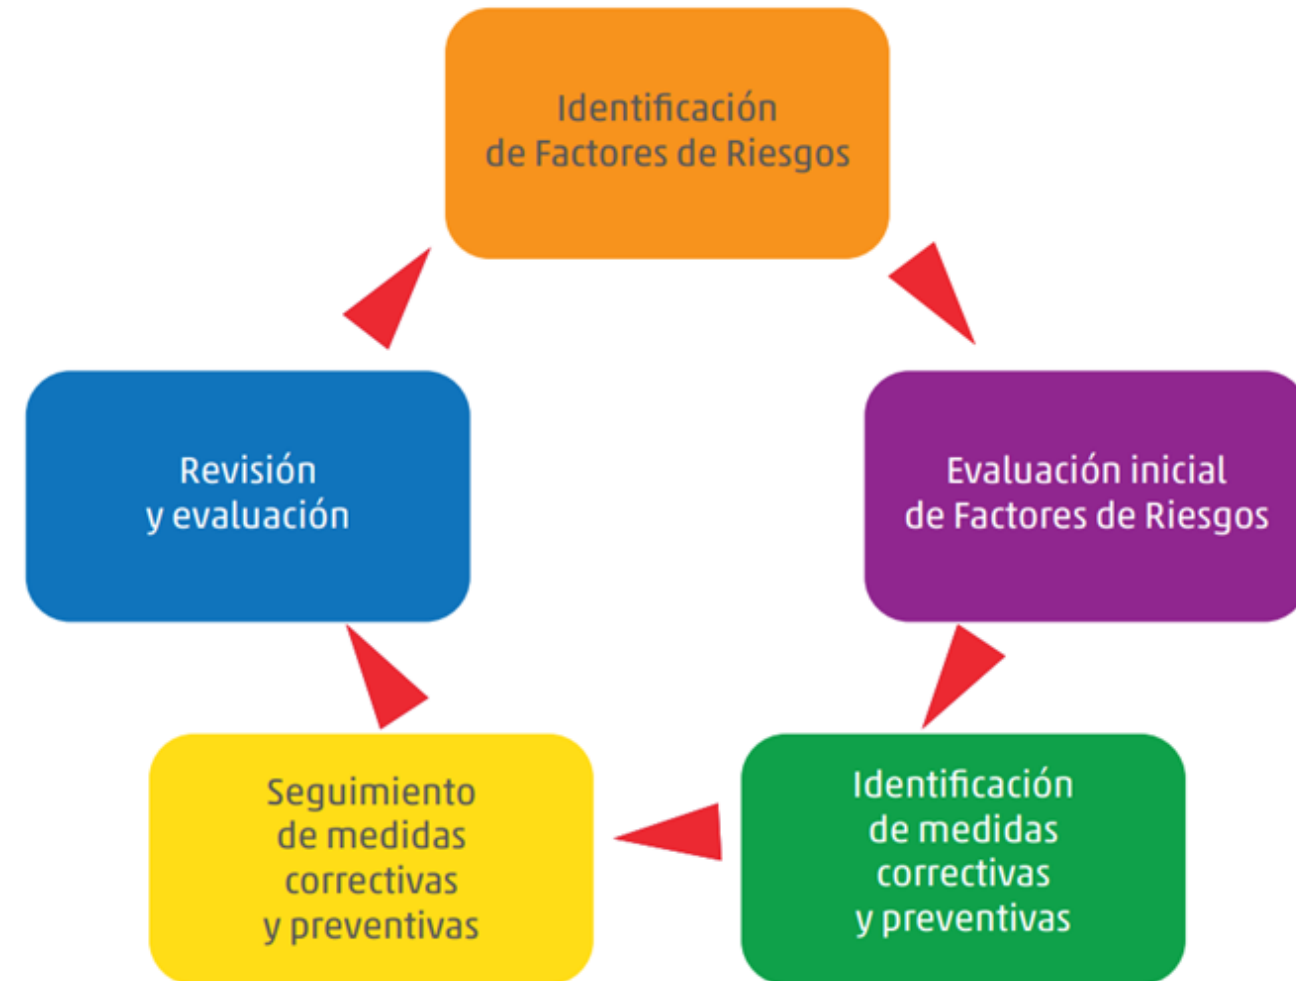 Identificación
de Factores de Riesgos
Evaluación inicial
de Factores de Riesgos
Identificación
de medidas
correctivas
y preventivas
Seguimiento
de medidas
correctivas
y preventivas
Revisión
y evaluación